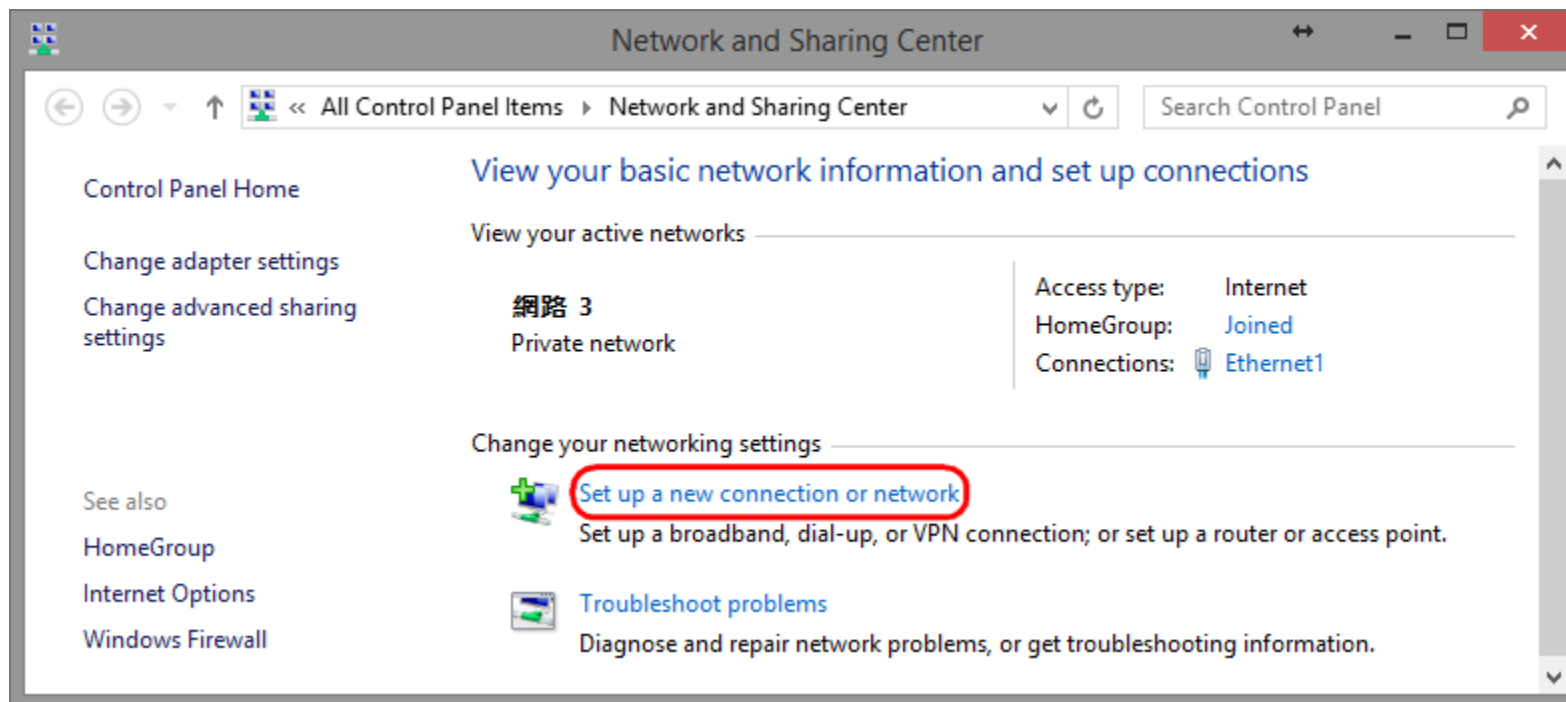 Network and Sharing Center
« All Control Panel Items ▸ Network and Sharing Center
Search Control Panel
Control Panel Home
Change adapter settings
Change advanced sharing
settings
See also
HomeGroup
Internet Options
Windows Firewall
View your basic network information and set up connections
View your active networks
網路 3
Private network
Access type: Internet
HomeGroup: Joined
Connections: Ethernet1
Change your networking settings
Set up a new connection or network
Set up a broadband, dial-up, or VPN connection; or set up a router or access point.
Troubleshoot problems
Diagnose and repair network problems, or get troubleshooting information.